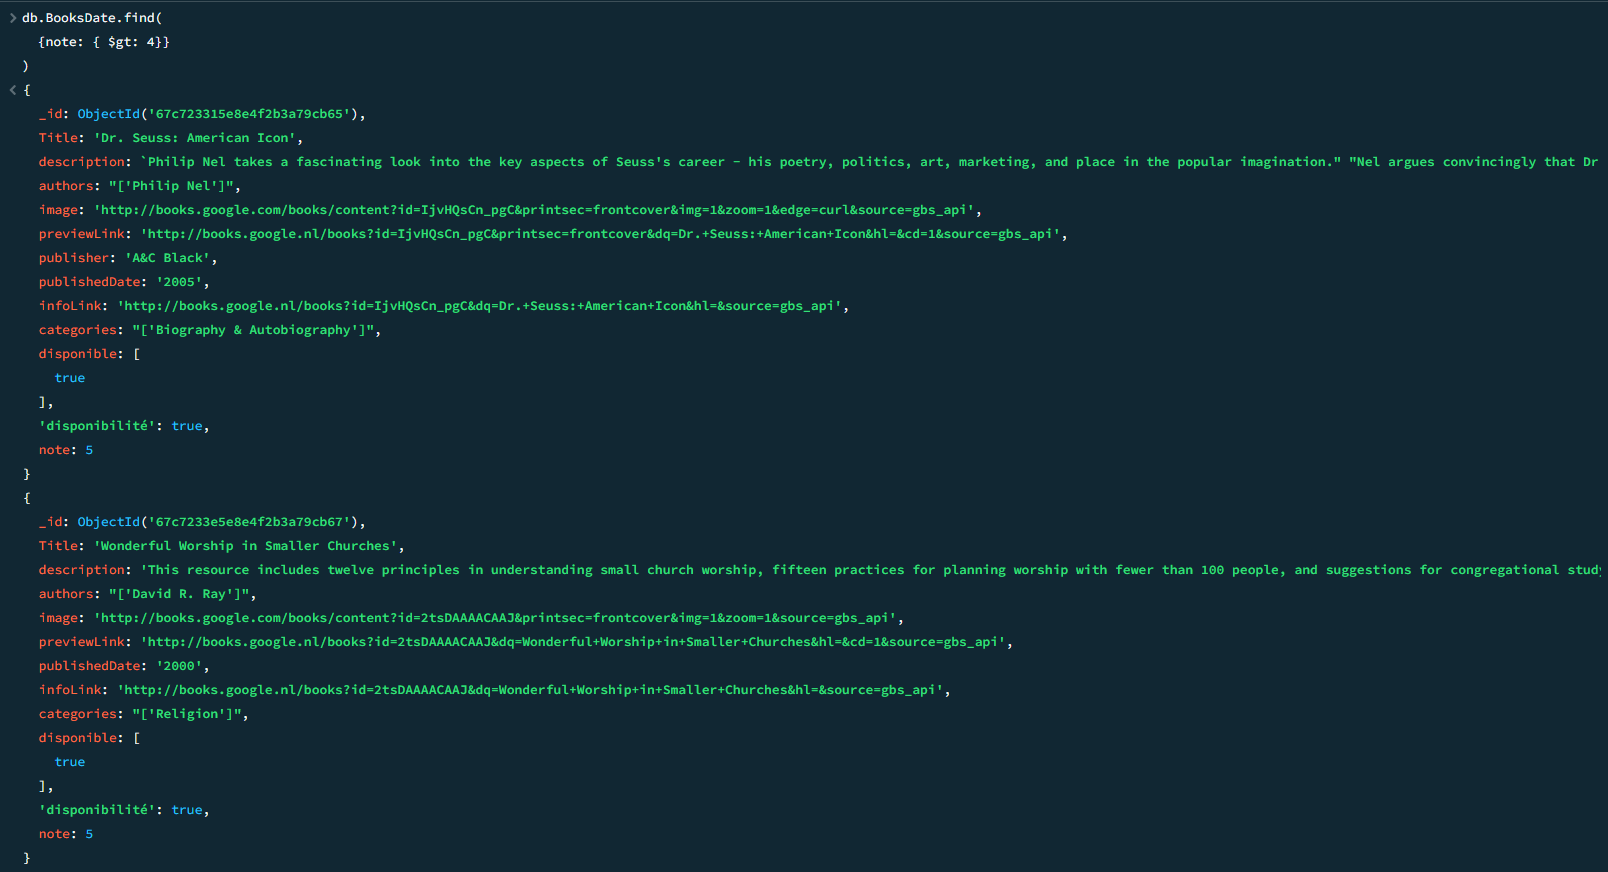 db.BooksDate.find(
{note: { $gt: 4}}
)
{
_id: ObjectId('67c723315e8e4f2b3a79cb65'),
Title: 'Dr. Seuss: American Icon',
description: `Philip Nel takes a fascinating look into the key aspects of Seuss's career - his poetry, politics, art, marketing, and place in the popular imagination." "Nel argues convincingly that Dr
authors: "['Philip Nel']",
image: 'http://books.google.com/books/content?id=IjvHQsCn_pgC&printsec=frontcover&img=1&zoom=1&edge=curl&source=gbs_api',
previewLink: 'http://books.google.nl/books?id=IjvHQsCn_pgC&printsec=frontcover&dq=Dr.+Seuss:+American+Icon&hl=&cd=1&source=gbs_api',
publisher: 'A&C Black',
publishedDate: '2005',
infoLink: 'http://books.google.nl/books?id=IjvHQsCn_pgC&dq=Dr.+Seuss:+American+Icon&hl=&source=gbs_api',
categories: "['Biography & Autobiography']",
disponible: [
true
],
'disponibilité': true,
note: 5
}
{
_id: ObjectId('67c7233e5e8e4f2b3a79cb67'),
Title: 'Wonderful Worship in Smaller Churches',
description: 'This resource includes twelve principles in understanding small church worship, fifteen practices for planning worship with fewer than 100 people, and suggestions for congregational study
authors: "['David R. Ray']",
image: 'http://books.google.com/books/content?id=2tsDAAAACAAJ&printsec=frontcover&img=1&zoom=1&source=gbs_api',
previewLink: 'http://books.google.nl/books?id=2tsDAAAACAAJ&dq=Wonderful+Worship+in+Smaller+Churches&hl=&cd=1&source=gbs_api',
publishedDate: '2000',
infoLink: 'http://books.google.nl/books?id=2tsDAAAACAAJ&dq=Wonderful+Worship+in+Smaller+Churches&hl=&source=gbs_api',
categories: "['Religion']",
disponible: [
true
],
'disponibilité': true,
note: 5
}